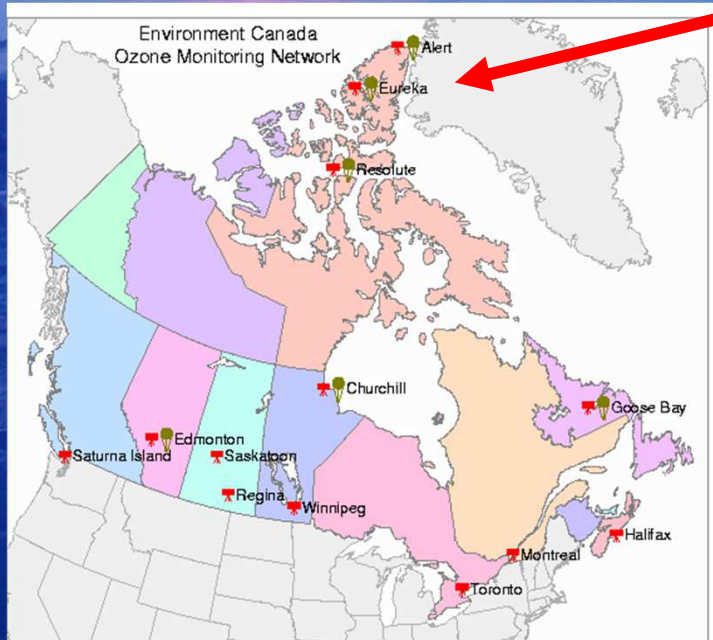 Environment Canada
Ozone Monitoring Network
Alert
Eureka
Resolute
Churchill
Goose Bay
Edmonton
Saturna Island
Saskatoon
Regina
Winnipeg
Halifax
Montreal
Toronto